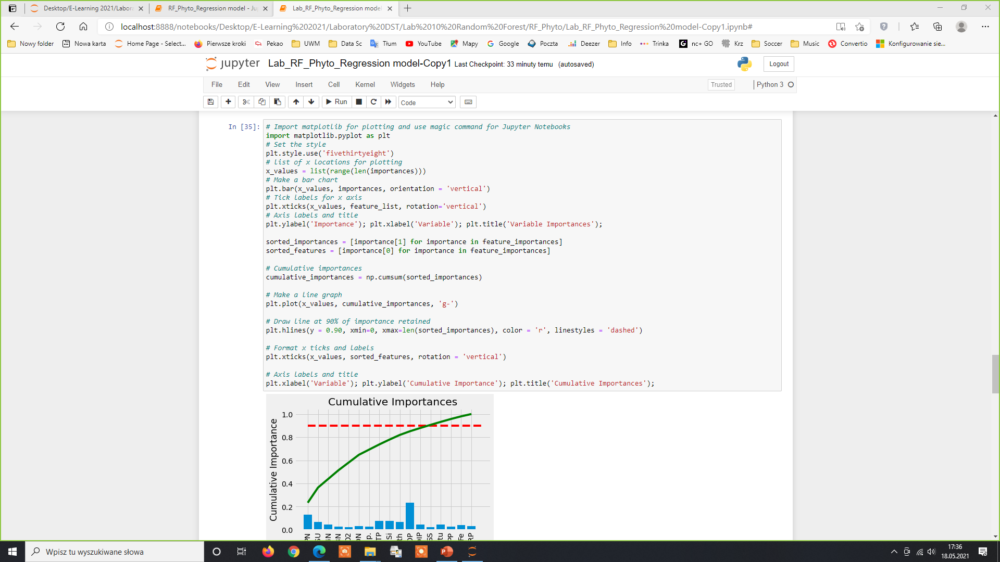 Desktop/E-Learning 2021/Labora
RF_Phyto_Regression model - Ju
Lab_RF_Phyto_Regression model
localhost:8888/notebooks/Desktop/E-Learning%202021/Laboratory%20DST/Lab%2010%20Random%20Forest/RF_Phyto/Lab_RF_Phyto_Regression%20model-Copy1.ipynb#
Nowy folder Nowa karta Home Page - Select... Pierwsze kroki Pekao UWM Data Sc Tłum YouTube Mapy Google Poczta Deezer Info Trinka nc+ GO Krz Soccer Music Convertio Konfigurowanie sie...
jupyter Lab_RF_Phyto_Regression model-Copy1 Last Checkpoint: 33 minuty temu (autosaved) Logout
File Edit View Insert Cell Kernel Widgets Help Trusted Python 3
Run Code
In [35]:
# Import matplotlib for plotting and use magic command for Jupyter Notebooks
import matplotlib.pyplot as plt
# Set the style
plt.style.use('fivethirtyeight')
# list of x locations for plotting
x_values = list(range(len(importances)))
# Make a bar chart
plt.bar(x_values, importances, orientation = 'vertical')
# Tick labels for x axis
plt.xticks(x_values, feature_list, rotation='vertical')
# Axis labels and title
plt.ylabel('Importance'); plt.xlabel('Variable'); plt.title('Variable Importances');
sorted_importances = [importance[1] for importance in feature_importances]
sorted_features = [importance[0] for importance in feature_importances]
# Cumulative importances
cumulative_importances = np.cumsum(sorted_importances)
# Make a line graph
plt.plot(x_values, cumulative_importances, 'g-')
# Draw line at 90% of importance retained
plt.hlines(y = 0.90, xmin=0, xmax=len(sorted_importances), color = 'r', linestyles = 'dashed')
# Format x ticks and labels
plt.xticks(x_values, sorted_features, rotation = 'vertical')
# Axis labels and title
plt.xlabel('Variable'); plt.ylabel('Cumulative Importance'); plt.title('Cumulative Importances');
Cumulative Importances
Cumulative Importance
1.0
0.8
0.6
0.4
0.2
0.0
TP Si th SS tu PP Fe RP
Wpisz tu wyszukiwane słowa
17:36
18.05.2021